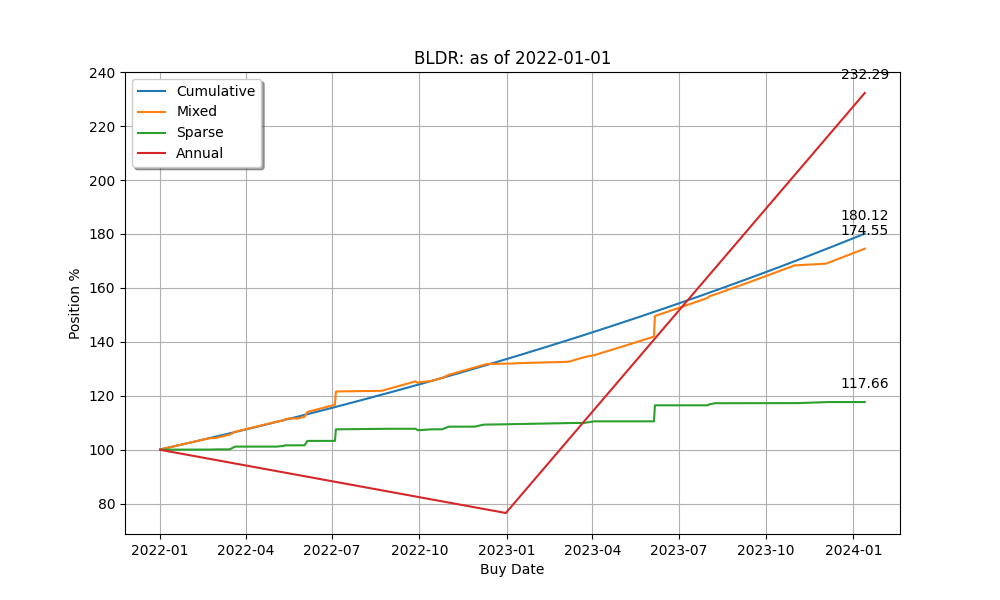 BLDR: as of 2022-01-01
Cumulative
Mixed
Sparse
Annual
232.29
180.12
174.55
117.66
240
220
200
180
160
140
120
100
80
Position %
2022-01 2022-04 2022-07 2022-10 2023-01 2023-04 2023-07 2023-10 2024-01
Buy Date